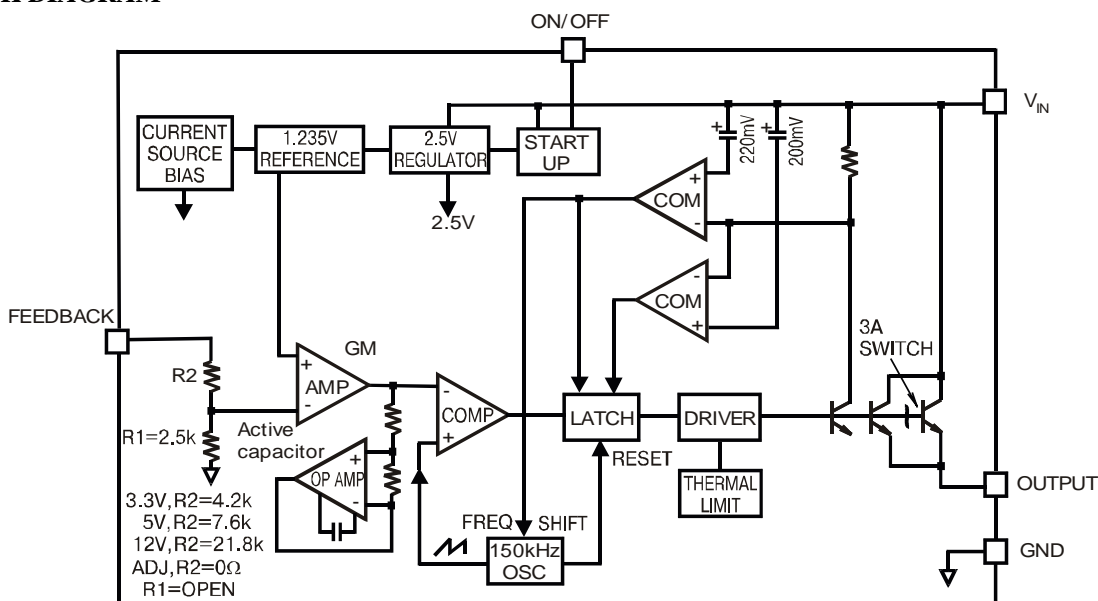 ON/OFF
VIN
CURRENT
SOURCE
BIAS
1.235V
REFERENCE
2.5V
REGULATOR
START
UP
220mV
200mV
+
+
2.5V
COM
+
-
COM
-
+
FEEDBACK
3A
SWITCH
GM
R2
AMP
+
-
COMP
-
+
LATCH
DRIVER
R1=2.5k
Active
capacitor
OP AMP
+
-
RESET
THERMAL
LIMIT
OUTPUT
3.3V,R2=4.2k
5V,R2=7.6k
12V,R2=21.8k
ADJ,R2=0Ω
R1=OPEN
FREQ SHIFT
150kHz
OSC
GND